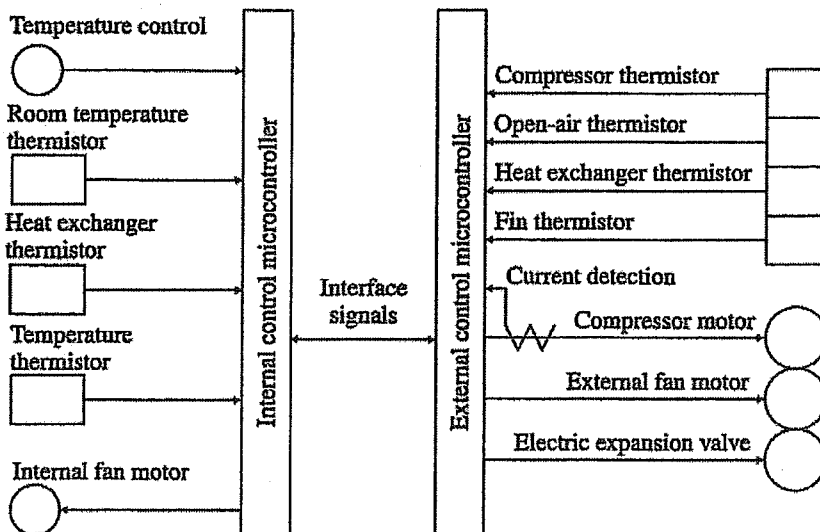 Temperature control
Room temperature
thermistor
Heat exchanger
thermistor
Temperature
thermistor
Internal fan motor
Internal control microcontroller
Interface
signals
External control microcontroller
Compressor thermistor
Open-air thermistor
Heat exchanger thermistor
Fin thermistor
Current detection
Compressor motor
External fan motor
Electric expansion valve